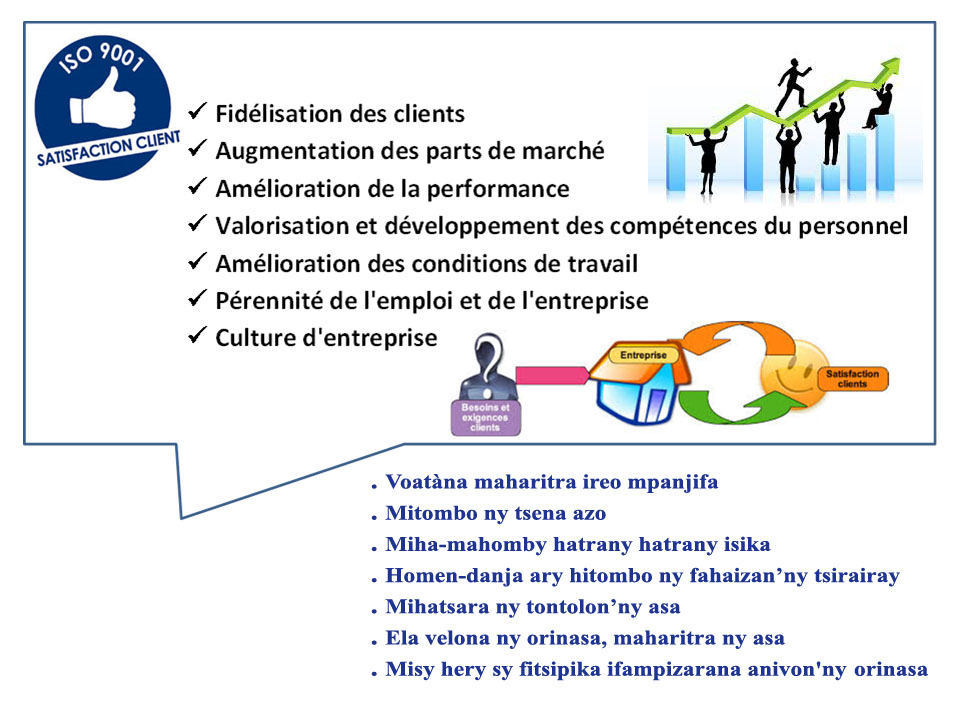 ISO 9001
SATISFACTION CLIENT
✓ Fidélisation des clients
✓ Augmentation des parts de marché
✓ Amélioration de la performance
✓ Valorisation et développement des compétences du personnel
✓ Amélioration des conditions de travail
✓ Pérennité de l'emploi et de l'entreprise
✓ Culture d'entreprise
Besoins et
exigences
clients
Entreprise
Satisfaction
clients
. Voatàna maharitra ireo mpanjifa
. Mitombo ny tsena azo
. Miha-mahomby hatrany hatrany isika
. Homen-danja ary hitombo ny fahaizan’ny tsirairay
. Mihatsara ny tontolon’ny asa
. Ela velona ny orinasa, maharitra ny asa
. Misy hery sy fitsipika ifampizarana anivon'ny orinasa